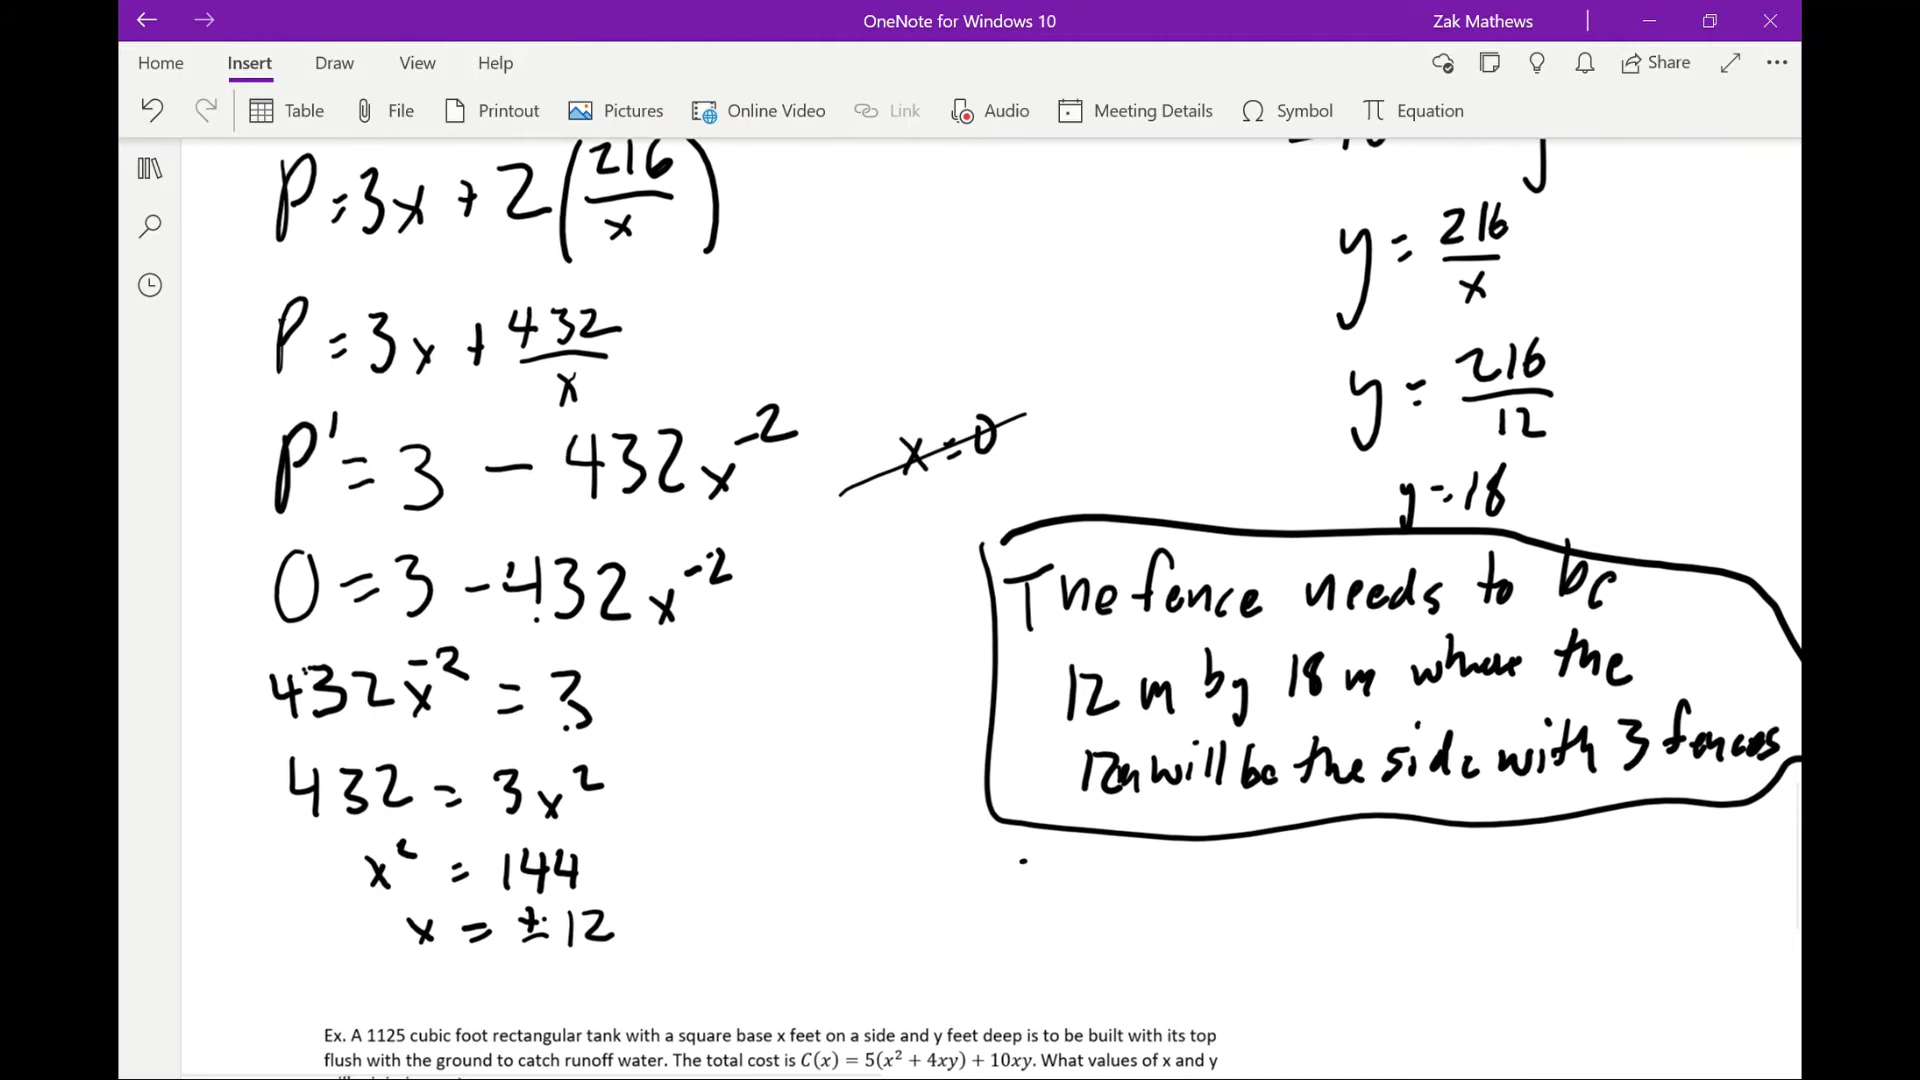 OneNote for Windows 10
Zak Mathews
Home Insert Draw View Help
Share
Table File Printout Pictures Online Video Link Audio Meeting Details Symbol Equation
P = 3x + 2(216/x)
P = 3x + 432/x
P' = 3 - 432x^-2
x = 0
0 = 3 - 432x^-2
432x^-2 = 3
432 = 3x^2
x^2 = 144
x = ±12
y = 216/x
y = 216/12
y = 18
The fence needs to be
12 m by 18 m where the
12m will be the side with 3 fences
Ex. A 1125 cubic foot rectangular tank with a square base x feet on a side and y feet deep is to be built with its top
flush with the ground to catch runoff water. The total cost is C(x) = 5(x² + 4xy) + 10xy. What values of x and y